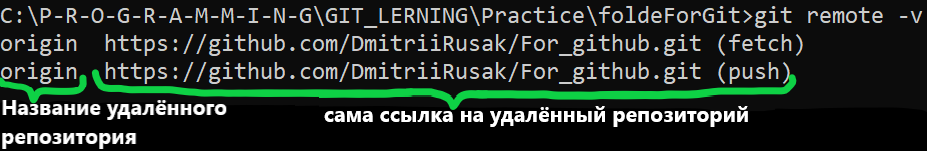 C:\P-R-O-G-R-A-M-M-I-N-G\GIT_LERNING\Practice\foldeForGit>git remote -v
origin  https://github.com/DmitriiRusak/For_github.git (fetch)
origin  https://github.com/DmitriiRusak/For_github.git (push)
Название удалённого
репозитория
сама ссылка на удалённый репозиторий